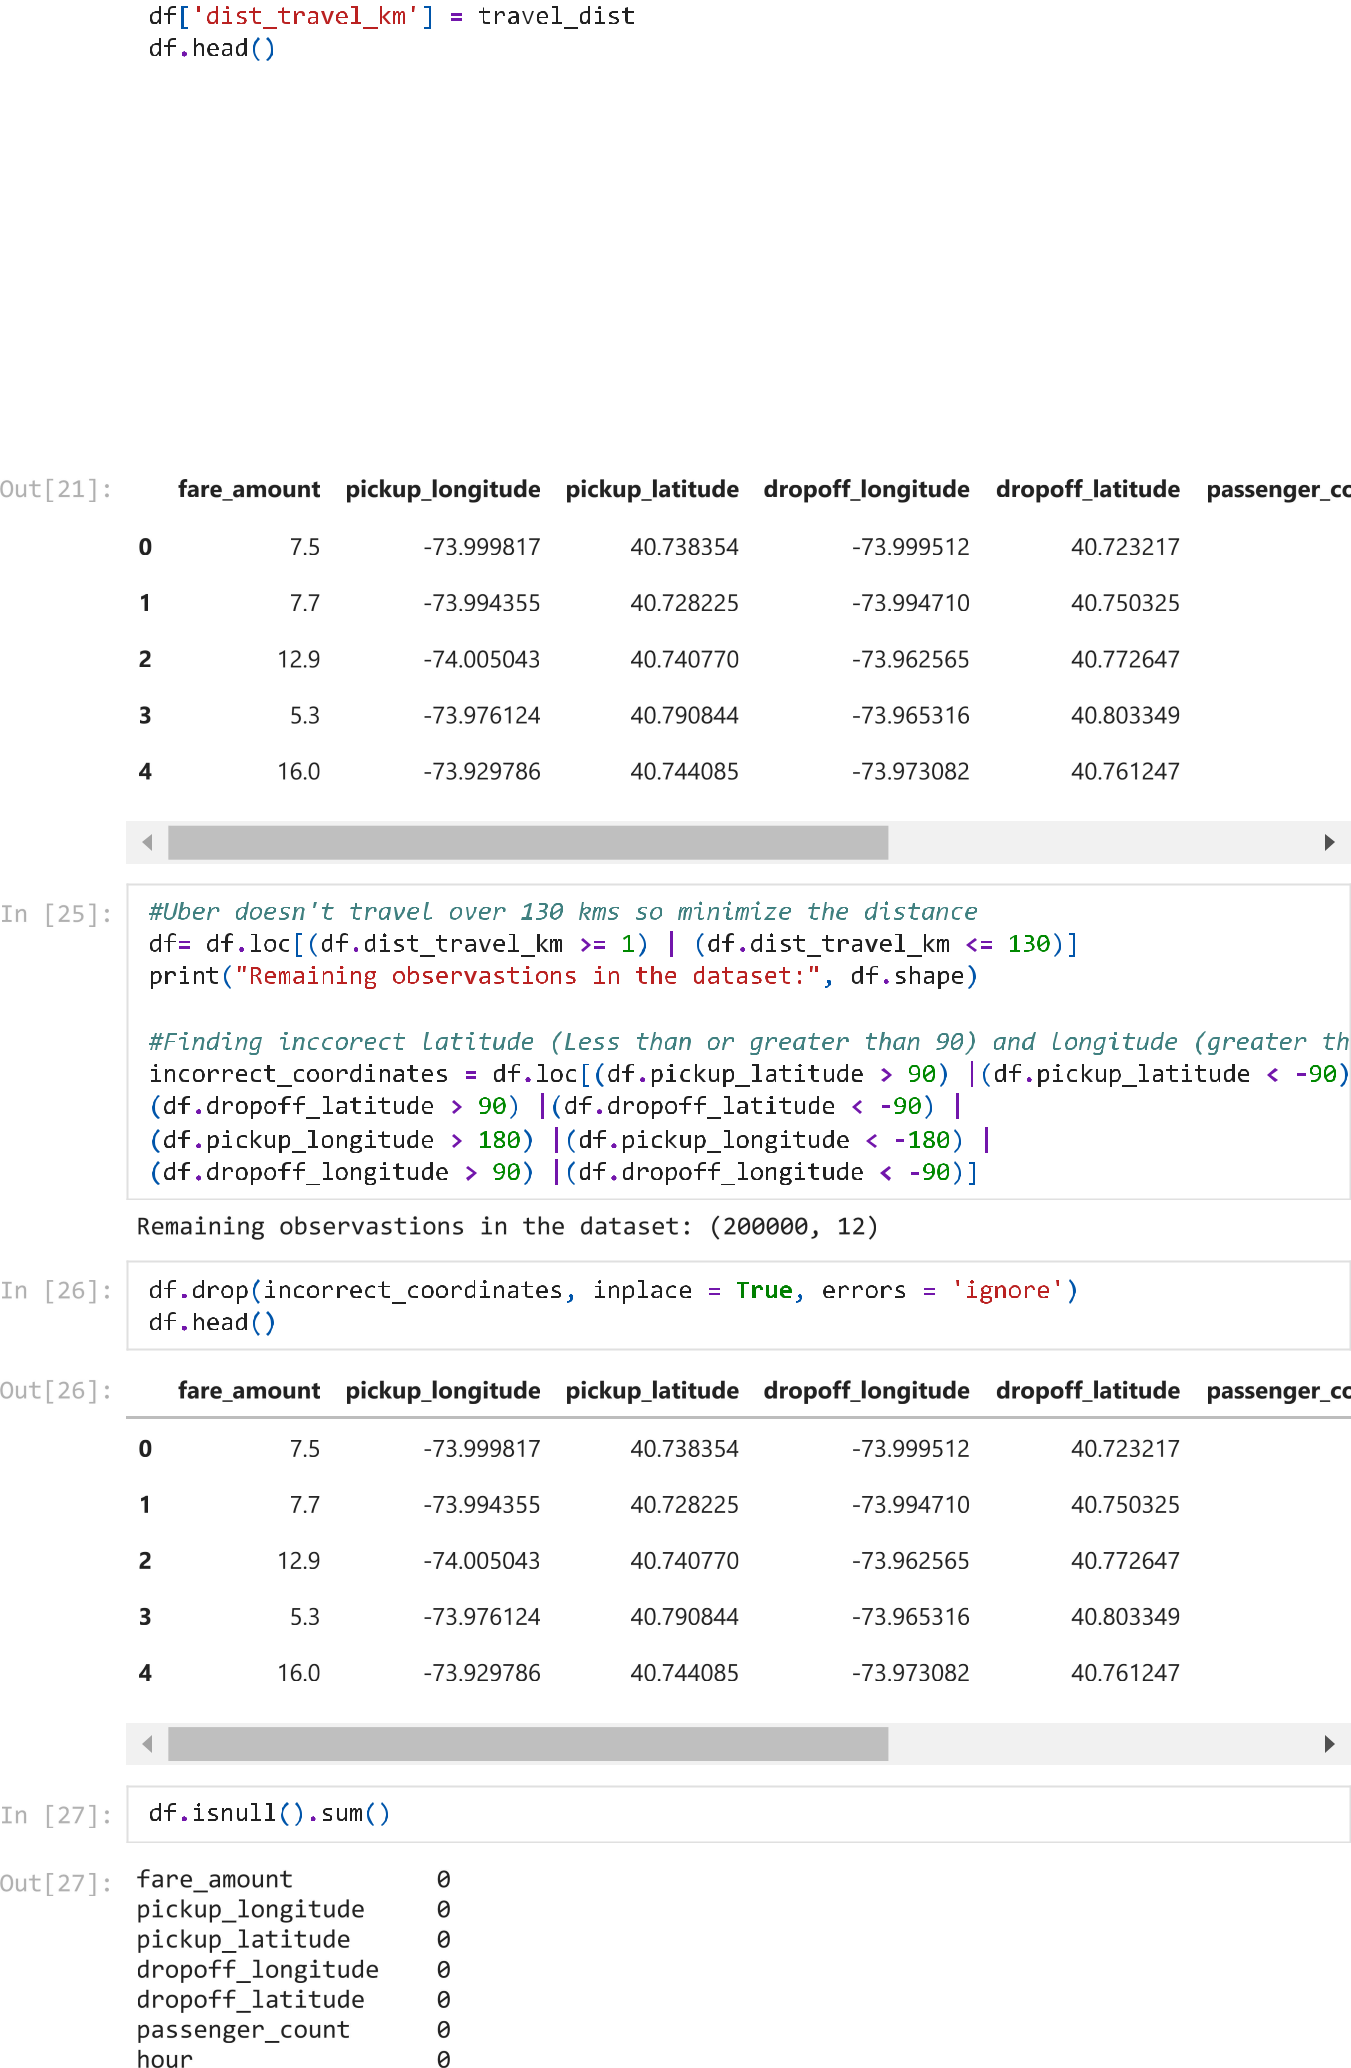 df['dist_travel_km'] = travel_dist
df.head()
Out[21]:
fare_amount pickup_longitude pickup_latitude dropoff_longitude dropoff_latitude passenger_co
0 7.5 -73.999817 40.738354 -73.999512 40.723217
1 7.7 -73.994355 40.728225 -73.994710 40.750325
2 12.9 -74.005043 40.740770 -73.962565 40.772647
3 5.3 -73.976124 40.790844 -73.965316 40.803349
4 16.0 -73.929786 40.744085 -73.973082 40.761247
In [25]:
#Uber doesn't travel over 130 kms so minimize the distance
df= df.loc[(df.dist_travel_km >= 1) | (df.dist_travel_km <= 130)]
print("Remaining observastions in the dataset:", df.shape)
#Finding inccorect latitude (Less than or greater than 90) and longitude (greater th
incorrect_coordinates = df.loc[(df.pickup_latitude > 90) |(df.pickup_latitude < -90)
(df.dropoff_latitude > 90) |(df.dropoff_latitude < -90) |
(df.pickup_longitude > 180) |(df.pickup_longitude < -180) |
(df.dropoff_longitude > 90) |(df.dropoff_longitude < -90)]
Remaining observastions in the dataset: (200000, 12)
In [26]:
df.drop(incorrect_coordinates, inplace = True, errors = 'ignore')
df.head()
Out[26]:
fare_amount pickup_longitude pickup_latitude dropoff_longitude dropoff_latitude passenger_co
0 7.5 -73.999817 40.738354 -73.999512 40.723217
1 7.7 -73.994355 40.728225 -73.994710 40.750325
2 12.9 -74.005043 40.740770 -73.962565 40.772647
3 5.3 -73.976124 40.790844 -73.965316 40.803349
4 16.0 -73.929786 40.744085 -73.973082 40.761247
In [27]:
df.isnull().sum()
Out[27]:
fare_amount 0
pickup_longitude 0
pickup_latitude 0
dropoff_longitude 0
dropoff_latitude 0
passenger_count 0
hour 0